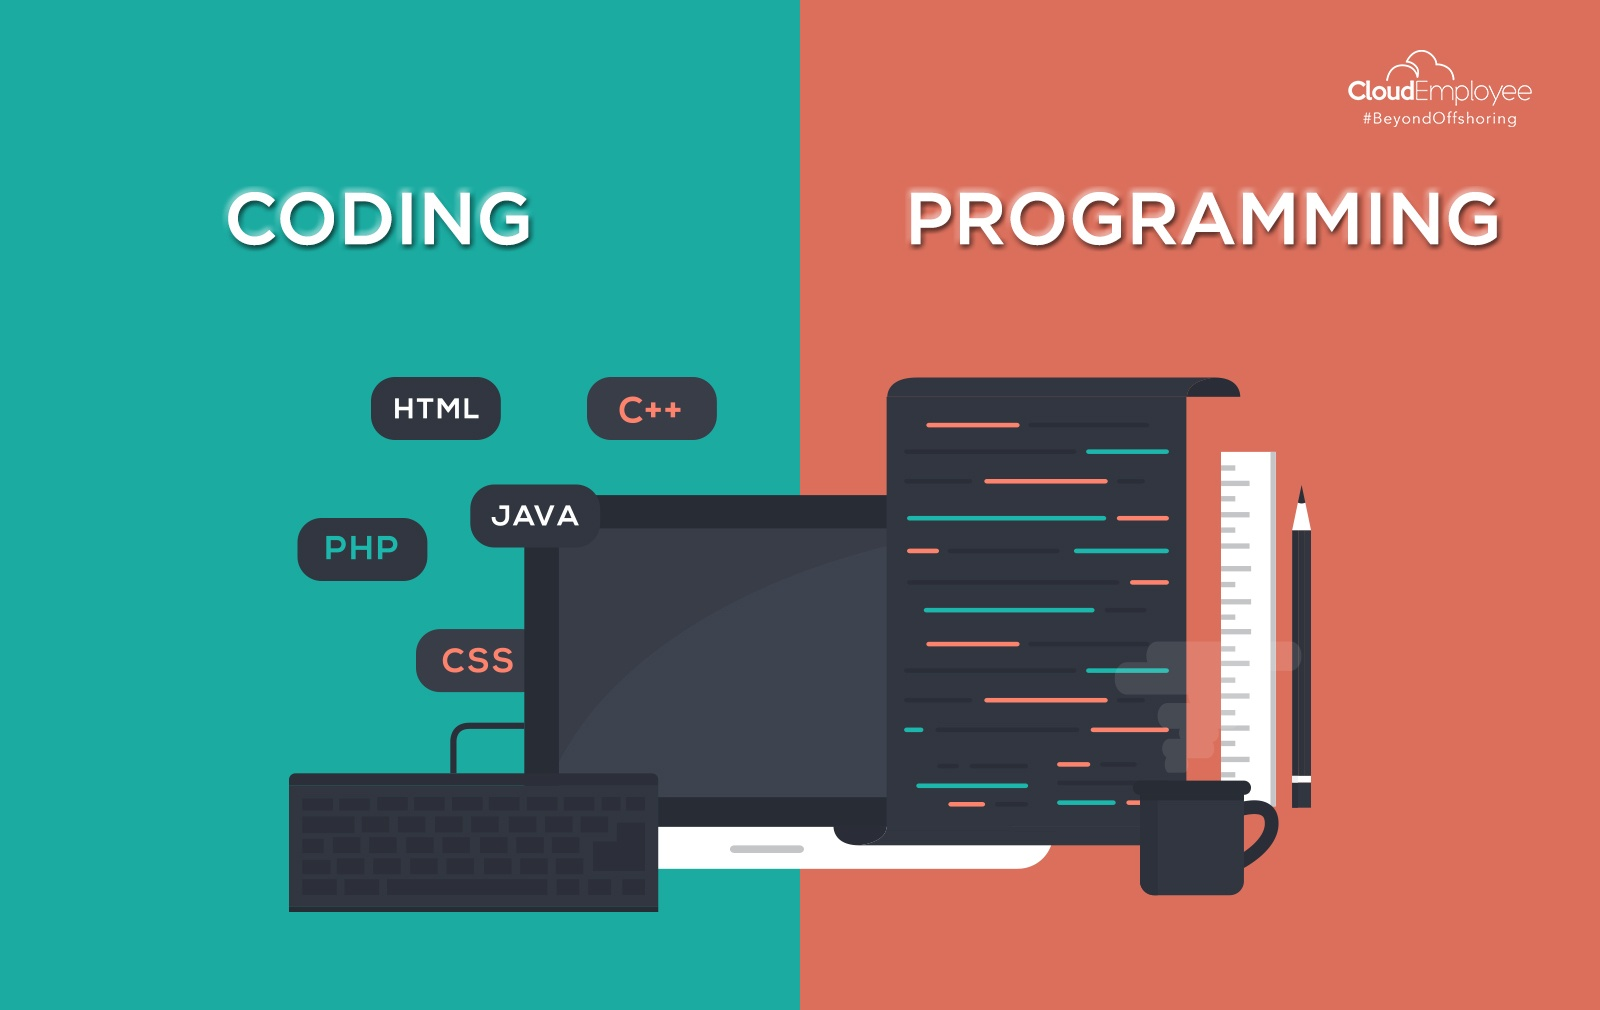 CloudEmployee
#BeyondOffshoring
CODING
PROGRAMMING
HTML
C++
JAVA
PHP
CSS